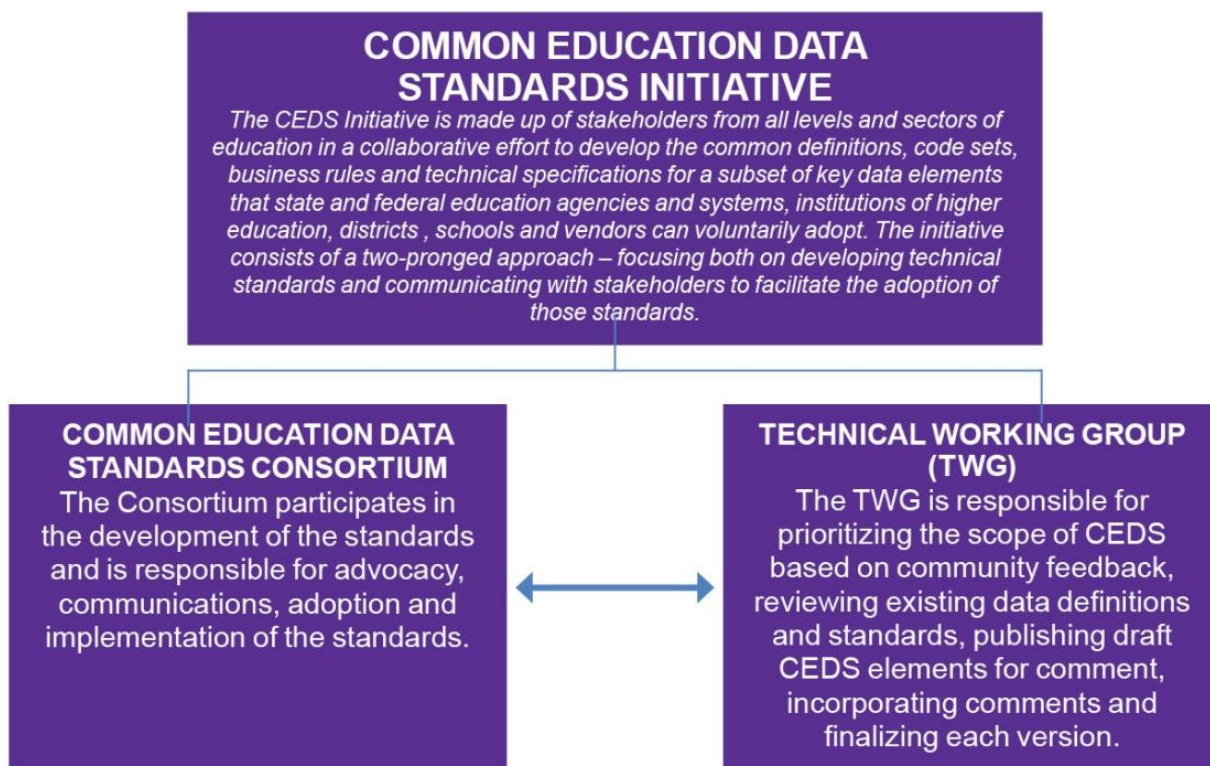 COMMON EDUCATION DATA
STANDARDS INITIATIVE
The CEDS Initiative is made up of stakeholders from all levels and sectors of
education in a collaborative effort to develop the common definitions, code sets,
business rules and technical specifications for a subset of key data elements
that state and federal education agencies and systems, institutions of higher
education, districts , schools and vendors can voluntarily adopt. The initiative
consists of a two-pronged approach – focusing both on developing technical
standards and communicating with stakeholders to facilitate the adoption of
those standards.
COMMON EDUCATION DATA
STANDARDS CONSORTIUM
The Consortium participates in
the development of the standards
and is responsible for advocacy,
communications, adoption and
implementation of the standards.
TECHNICAL WORKING GROUP
(TWG)
The TWG is responsible for
prioritizing the scope of CEDS
based on community feedback,
reviewing existing data definitions
and standards, publishing draft
CEDS elements for comment,
incorporating comments and
finalizing each version.